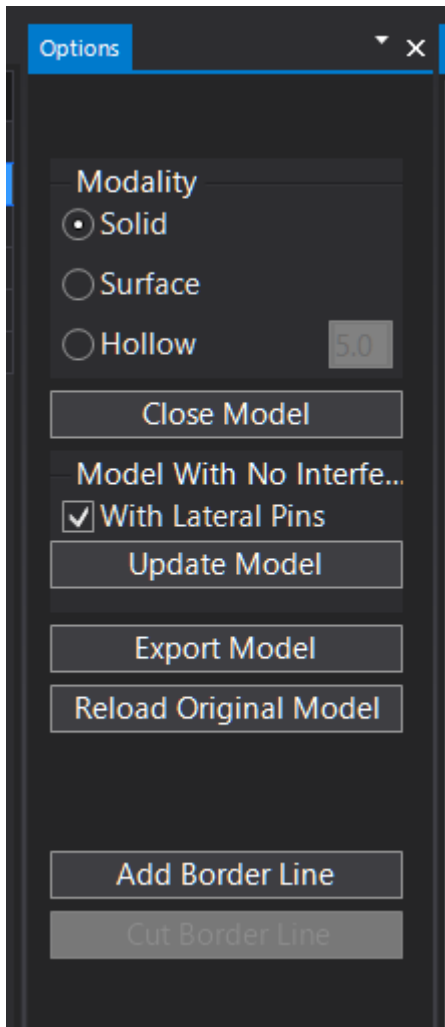 Options
Modality
Solid
Surface
Hollow 5.0
Close Model
Model With No Interfe...
With Lateral Pins
Update Model
Export Model
Reload Original Model
Add Border Line
Cut Border Line